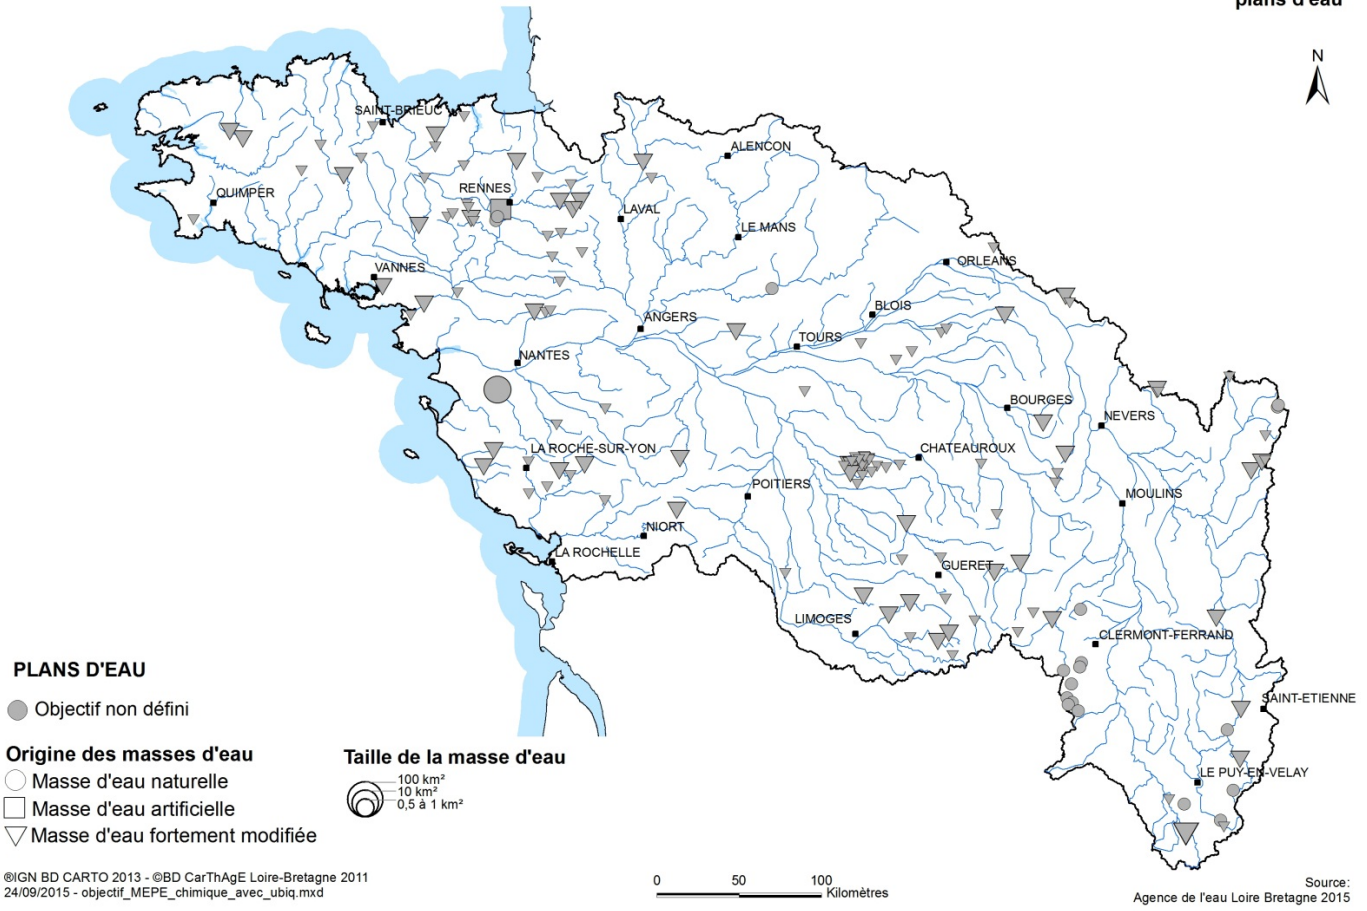 plans d'eau
N
SAINT-BRIEUC
ALENCON
QUIMPER
RENNES
LAVAL
LE MANS
VANNES
ORLEANS
BLOIS
ANGERS
TOURS
NANTES
BOURGES
NEVERS
LA ROCHE-SUR-YON
CHATEAUROUX
POITIERS
MOULINS
NIORT
LA ROCHELLE
GUERET
LIMOGES
CLERMONT-FERRAND
SAINT-ETIENNE
LE PUY-EN-VELAY
PLANS D'EAU
Objectif non défini
Origine des masses d'eau
Masse d'eau naturelle
Masse d'eau artificielle
Masse d'eau fortement modifiée
Taille de la masse d'eau
100 km²
10 km²
0,5 à 1 km²
®IGN BD CARTO 2013 - ©BD CarThAgE Loire-Bretagne 2011
24/09/2015 - objectif_MEPE_chimique_avec_ubiq.mxd
0 50 100
Kilomètres
Source:
Agence de l'eau Loire Bretagne 2015